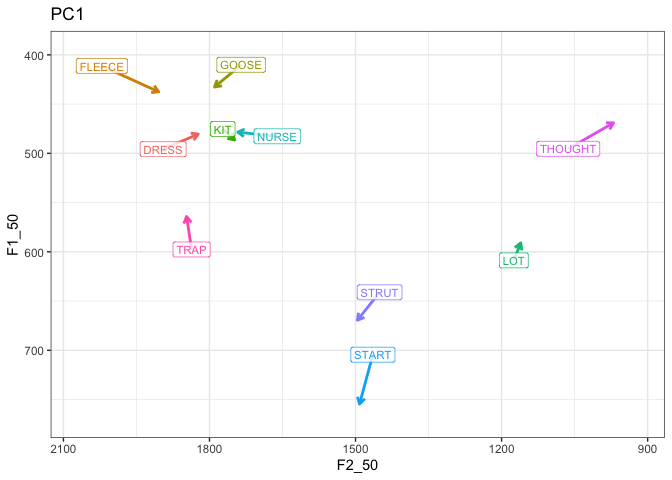 PC1
400
500
600
700
F1_50
FLEECE
GOOSE
KIT
NURSE
DRESS
THOUGHT
TRAP
LOT
STRUT
START
2100
1800
1500
1200
900
F2_50